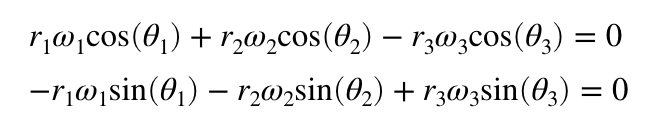 r₁ω₁cos(θ₁) + r₂ω₂cos(θ₂) − r₃ω₃cos(θ₃) = 0
−r₁ω₁sin(θ₁) − r₂ω₂sin(θ₂) + r₃ω₃sin(θ₃) = 0